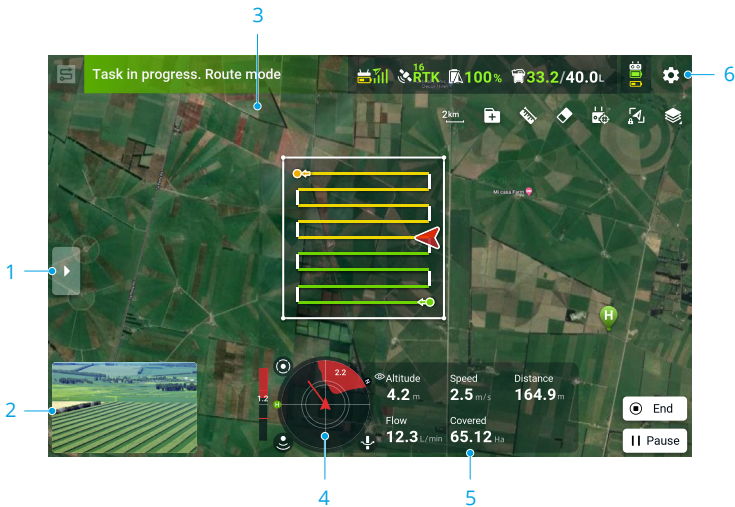 3
Task in progress. Route mode
16
RTK
100%
33.2/40.0L
6
2km
Mi casa Farm
1
H
2.2
N
1.2
H
Altitude Speed Distance
4.2 m 2.5 m/s 164.9 m
Flow Covered
12.3 L/min 65.12 Ha
End
Pause
2
4
5